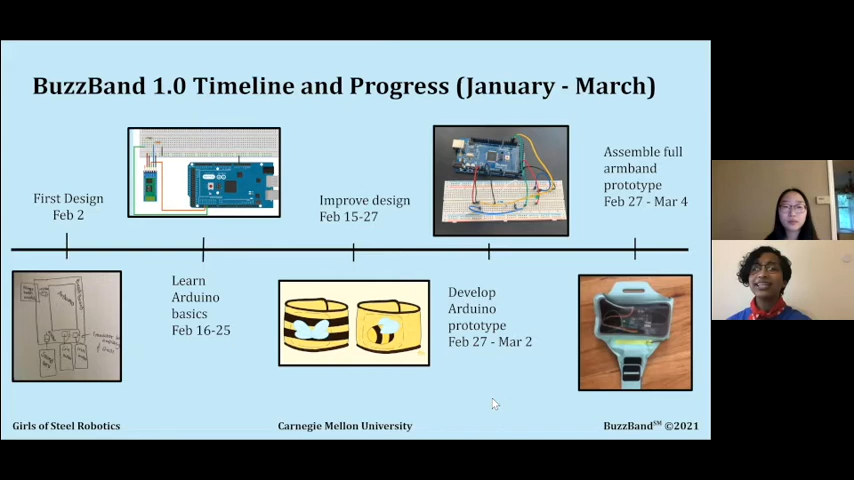 BuzzBand 1.0 Timeline and Progress (January - March)
First Design
Feb 2
Learn
Arduino
basics
Feb 16-25
Improve design
Feb 15-27
Develop
Arduino
prototype
Feb 27 - Mar 2
Assemble full
armband
prototype
Feb 27 - Mar 4
Girls of Steel Robotics
Carnegie Mellon University
BuzzBand℠ ©2021